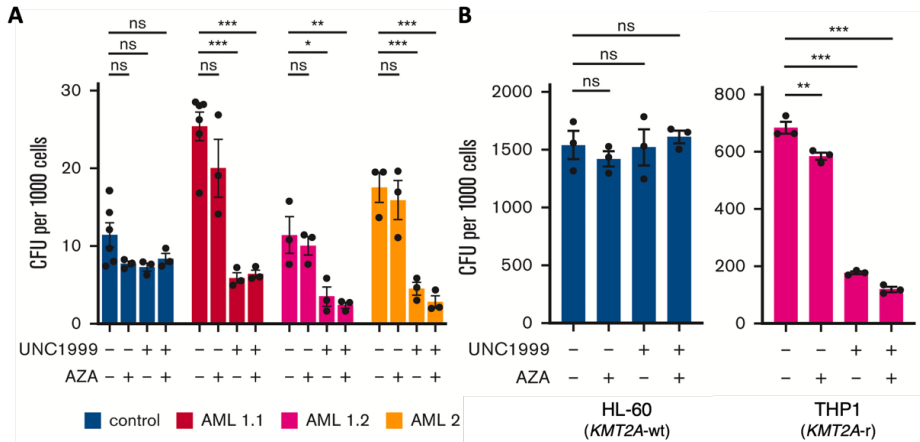 A
ns
ns
ns
***
***
ns
**
*
ns
***
***
ns
CFU per 1000 cells
30
20
10
0
UNC1999 – – + + – – + + – – + + – – + +
AZA – + – + – + – + – + – + – + – +
control AML 1.1 AML 1.2 AML 2
B
ns
ns
ns
CFU per 1000 cells
2000
1500
1000
500
0
***
***
**
800
600
400
200
0
UNC1999 – – + + – – + +
AZA – + – + – + – +
HL-60
(KMT2A-wt)
THP1
(KMT2A-r)